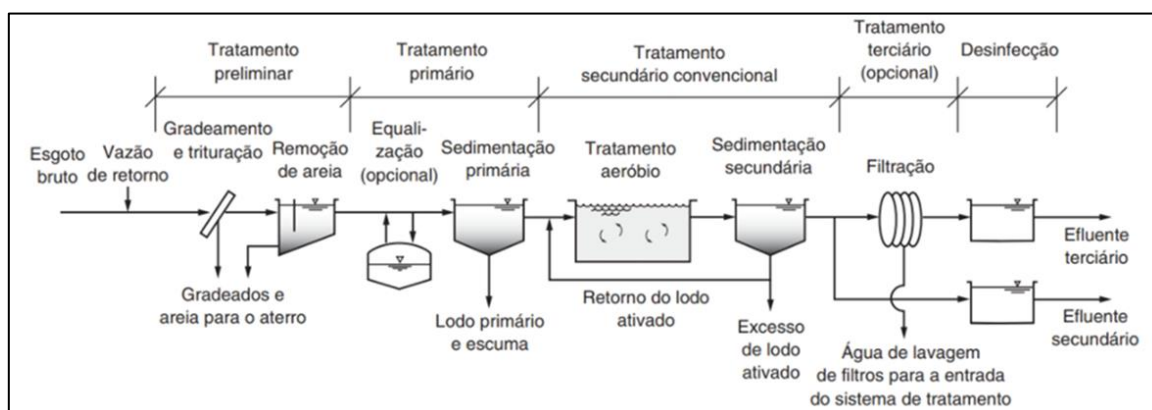 Tratamento
preliminar
Tratamento
primário
Tratamento
secundário convencional
Tratamento
terciário
(opcional)
Desinfecção
Esgoto
bruto
Vazão
de retorno
Gradeamento
e trituração
Remoção
de areia
Equali-
zação
(opcional)
Sedimentação
primária
Tratamento
aeróbio
Sedimentação
secundária
Filtração
Gradeados e
areia para o aterro
Lodo primário
e escuma
Retorno do lodo
ativado
Excesso
de lodo
ativado
Água de lavagem
de filtros para a entrada
do sistema de tratamento
Efluente
terciário
Efluente
secundário